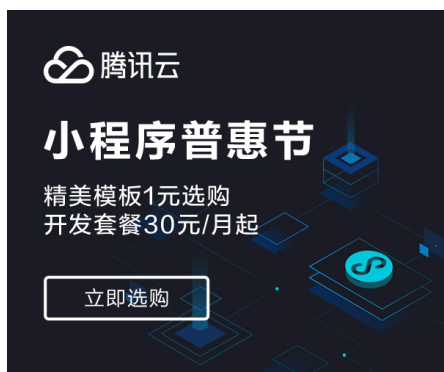 腾讯云
小程序普惠节
精美模板1元选购
开发套餐30元/月起
立即选购